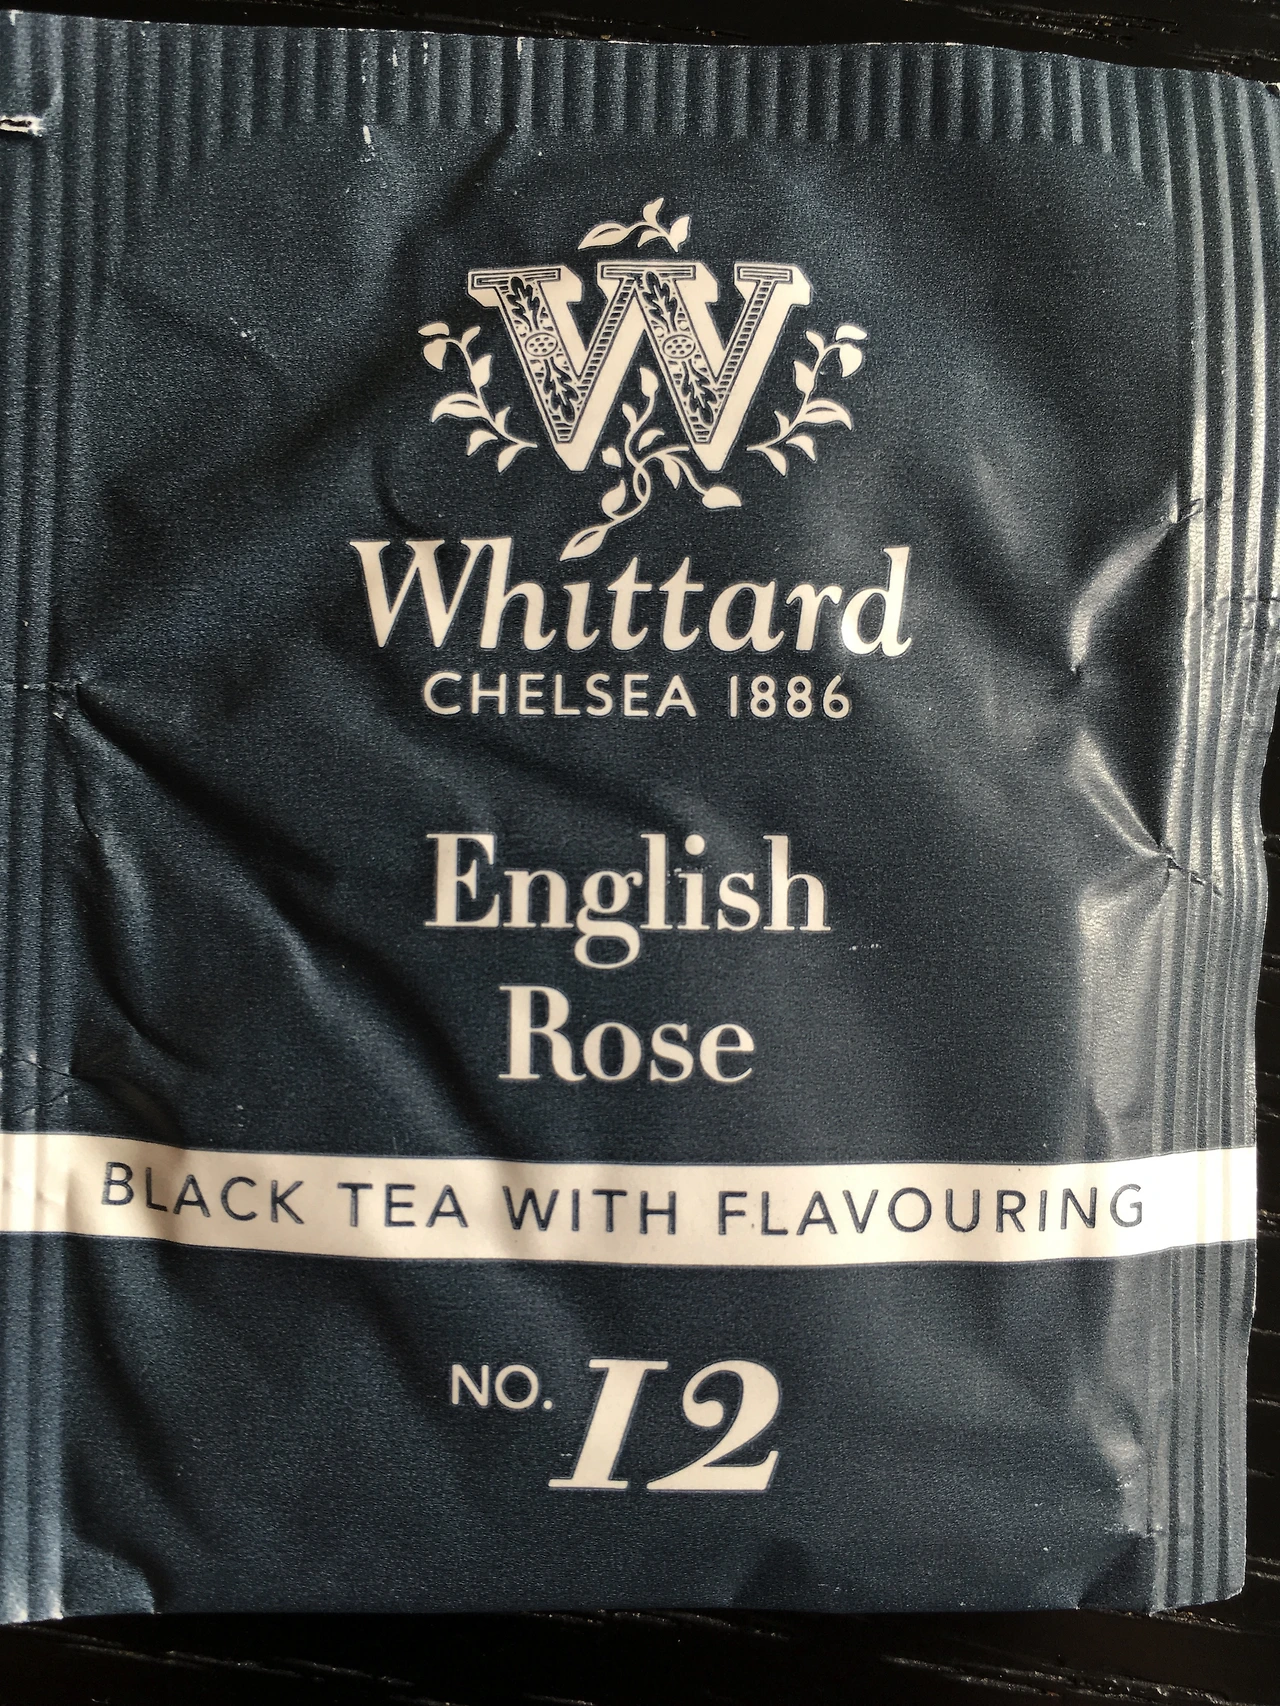 W
Whittard
CHELSEA 1886
English
Rose
BLACK TEA WITH FLAVOURING
NO. 12